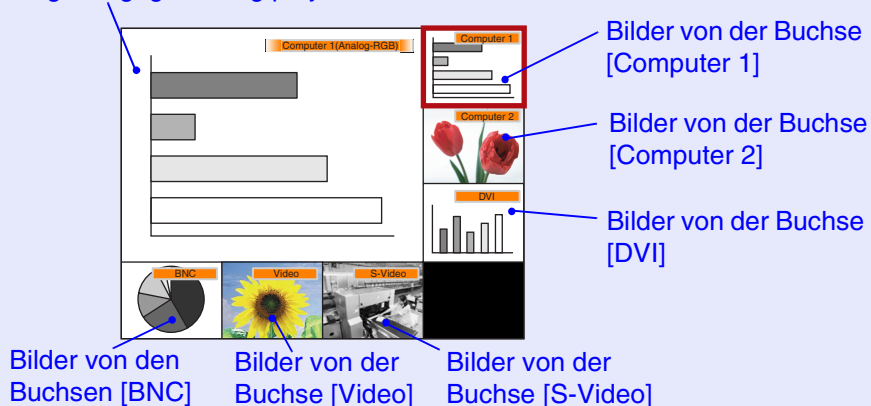 Computer 1(Analog-RGB)
Computer 1
Bilder von der Buchse
[Computer 1]
Computer 2
Bilder von der Buchse
[Computer 2]
DVI
Bilder von der Buchse
[DVI]
BNC
Video
S-Video
Bilder von den
Buchsen [BNC]
Bilder von der
Buchse [Video]
Bilder von der
Buchse [S-Video]